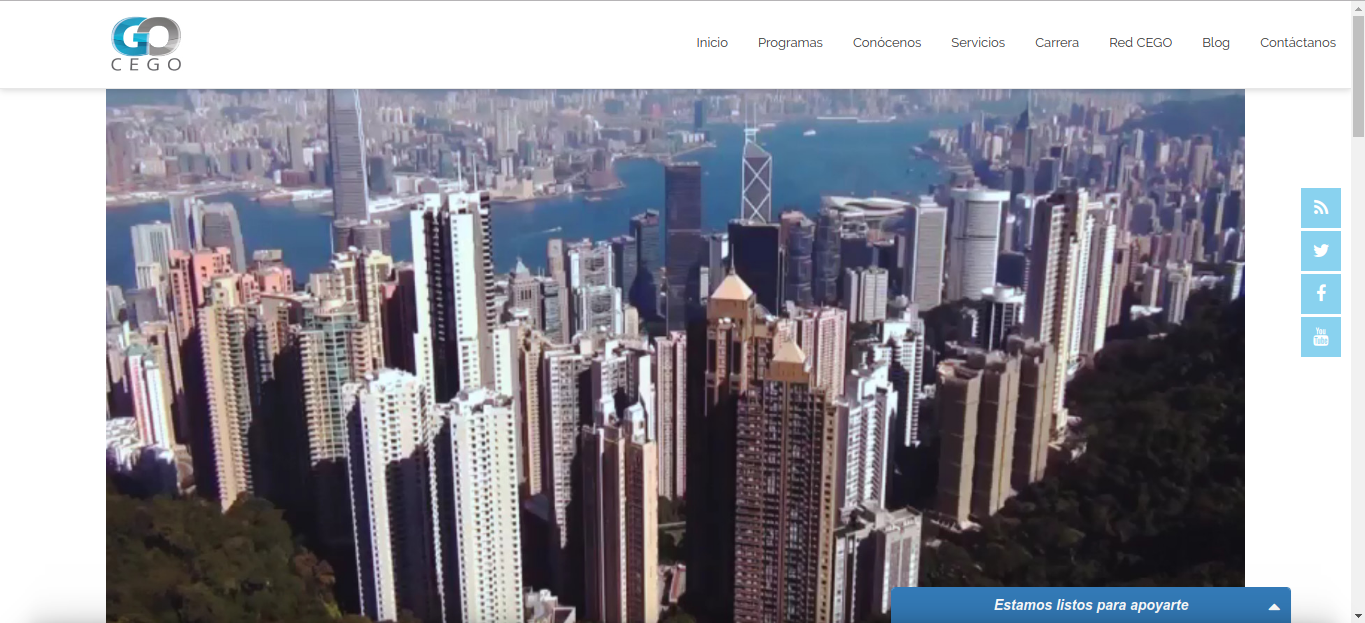 GO
CEGO
Inicio Programas Conócenos Servicios Carrera Red CEGO Blog Contáctanos
You
Tube
Estamos listos para apoyarte